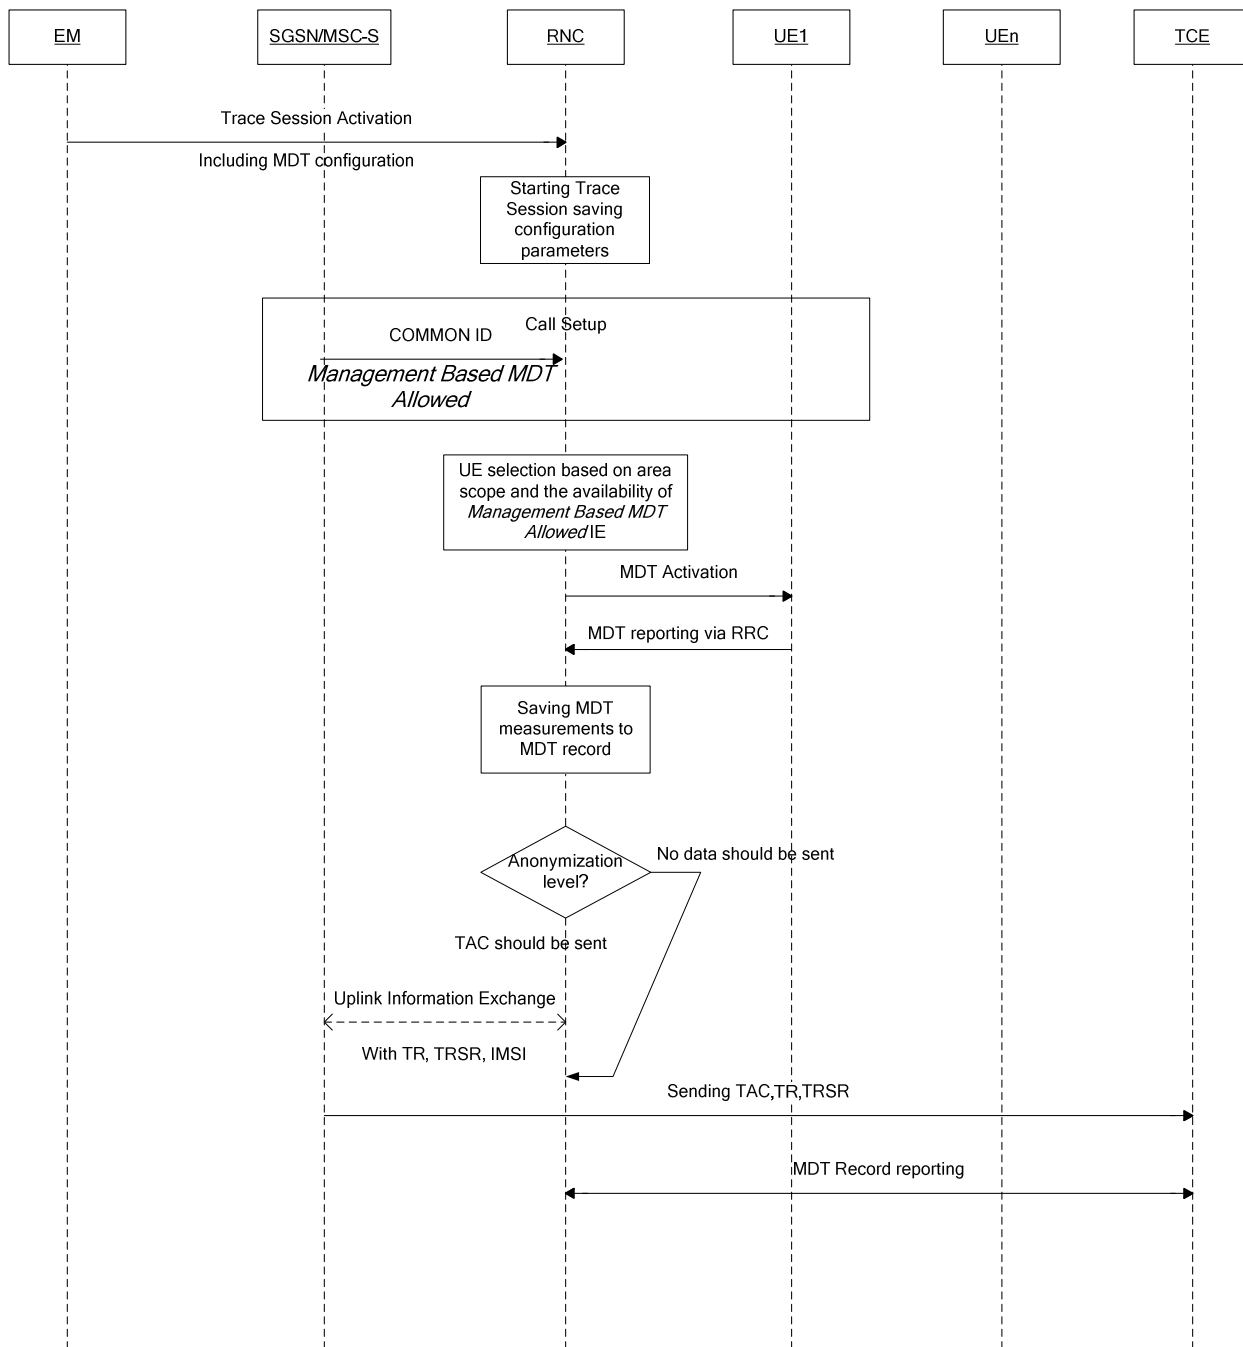 EM
SGSN/MSC-S
RNC
UE1
UEn
TCE
Trace Session Activation
Including MDT configuration
Starting Trace
Session saving
configuration
parameters
Call Setup
COMMON ID
Management Based MDT
Allowed
UE selection based on area
scope and the availability of
Management Based MDT
Allowed IE
MDT Activation
MDT reporting via RRC
Saving MDT
measurements to
MDT record
Anonymization
level?
No data should be sent
TAC should be sent
Uplink Information Exchange
With TR, TRSR, IMSI
Sending TAC,TR,TRSR
MDT Record reporting